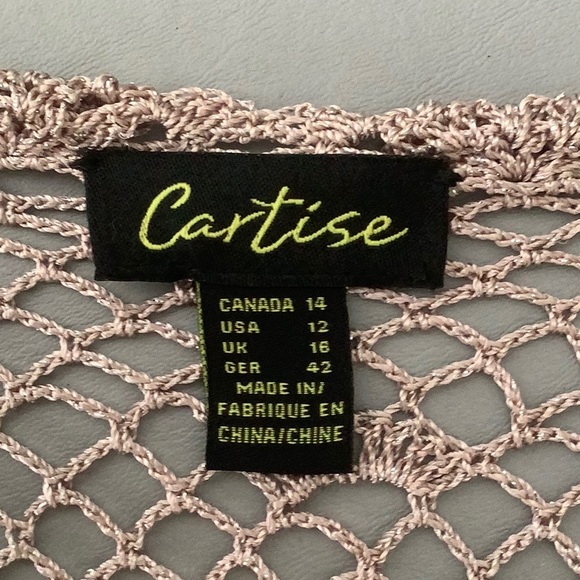 Cartise
CANADA 14
USA 12
UK 16
GER 42
MADE IN/
FABRIQUE EN
CHINA/CHINE